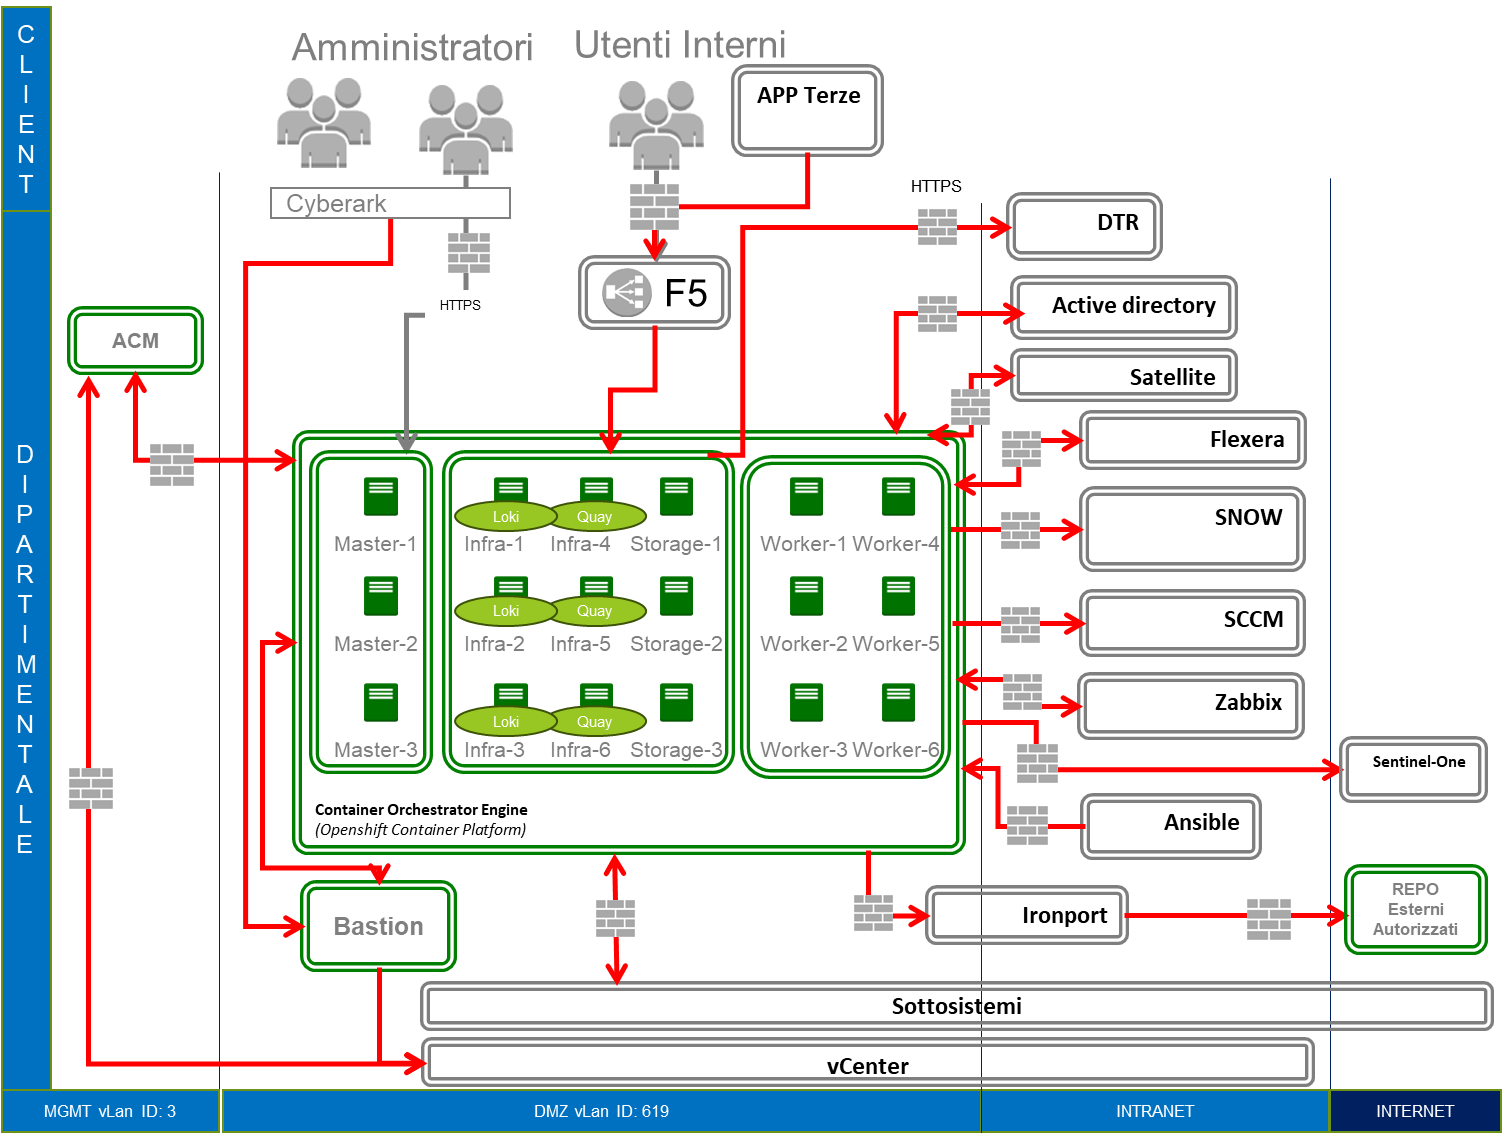 CLIENT
DIPARTIMENTALE
Amministratori
Utenti Interni
APP Terze
Cyberark
HTTPS
HTTPS
F5
DTR
Active directory
Satellite
Flexera
SNOW
SCCM
Zabbix
Sentinel-One
Ansible
ACM
Loki
Quay
Master-1
Infra-1
Infra-4
Storage-1
Worker-1
Worker-4
Loki
Quay
Master-2
Infra-2
Infra-5
Storage-2
Worker-2
Worker-5
Loki
Quay
Master-3
Infra-3
Infra-6
Storage-3
Worker-3
Worker-6
Container Orchestrator Engine
(Openshift Container Platform)
Bastion
Ironport
REPO
Esterni
Autorizzati
Sottosistemi
vCenter
MGMT vLan ID: 3
DMZ vLan ID: 619
INTRANET
INTERNET